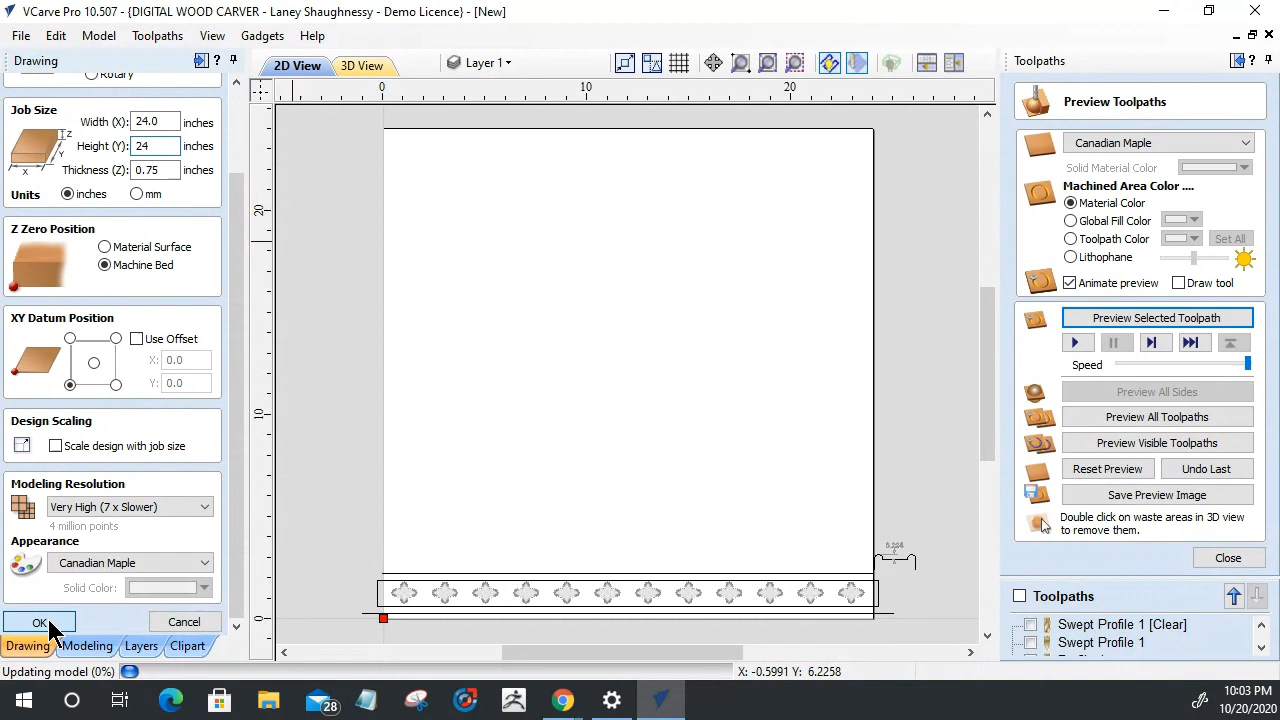 VCarve Pro 10.507 - {DIGITAL WOOD CARVER - Laney Shaughnessy - Demo Licence} - [New]
File Edit Model Toolpaths View Gadgets Help
Drawing
2D View
3D View
Layer 1
Toolpaths
Rotary
Job Size
Width (X): 24.0 inches
Height (Y): 24 inches
Thickness (Z): 0.75 inches
Z
Y
X
Units inches mm
Z Zero Position
Material Surface
Machine Bed
XY Datum Position
Use Offset
X: 0.0
Y: 0.0
Design Scaling
Scale design with job size
Modeling Resolution
Very High (7 x Slower)
4 million points
Appearance
Canadian Maple
Solid Color:
OK Cancel
Drawing Modeling Layers Clipart
Updating model (0%)
0 10 20
20
10
0
X: -0.5991 Y: 6.2258
Preview Toolpaths
Canadian Maple
Solid Material Color
Machined Area Color ....
Material Color
Global Fill Color
Toolpath Color Set All
Lithophane
Animate preview Draw tool
Preview Selected Toolpath
Speed
Preview All Sides
Preview All Toolpaths
Preview Visible Toolpaths
Reset Preview Undo Last
Save Preview Image
Double click on waste areas in 3D view
to remove them.
Close
Toolpaths
Swept Profile 1 [Clear]
Swept Profile 1
28
10:03 PM
10/20/2020